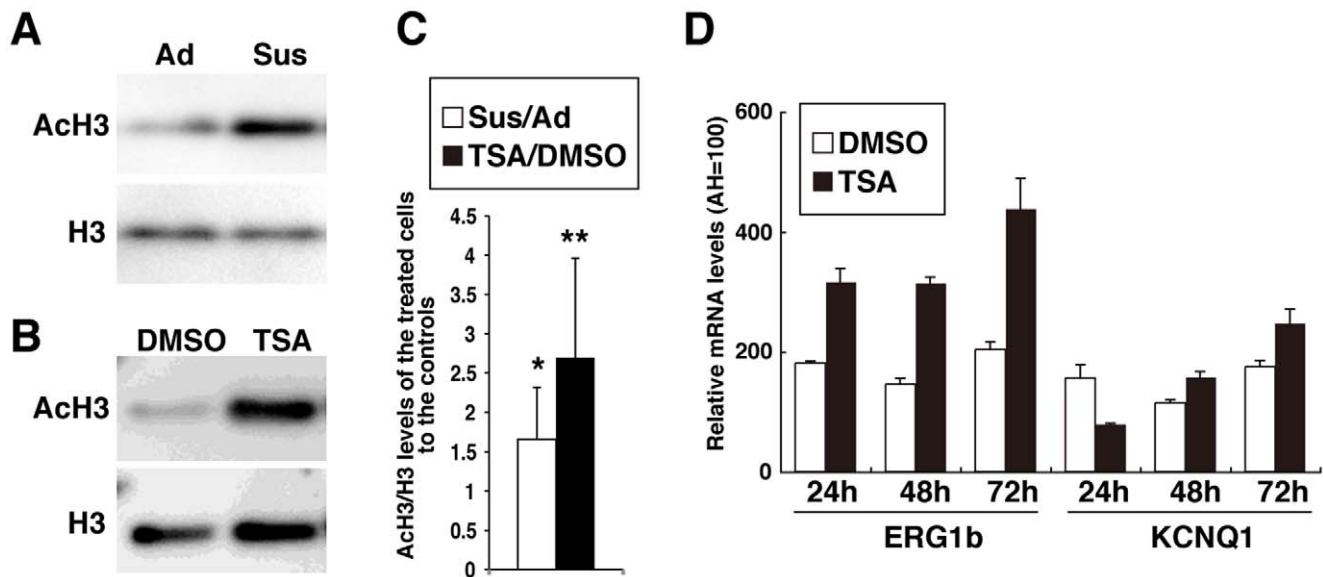 A
Ad Sus
AcH3
H3
B
DMSO TSA
AcH3
H3
C
Sus/Ad
TSA/DMSO
AcH3/H3 levels of the treated cells
to the controls
4.5
4
3.5
3
2.5
2
1.5
1
0.5
0
*
**
D
Relative mRNA levels (AH=100)
600
400
200
0
DMSO
TSA
24h 48h 72h 24h 48h 72h
ERG1b KCNQ1